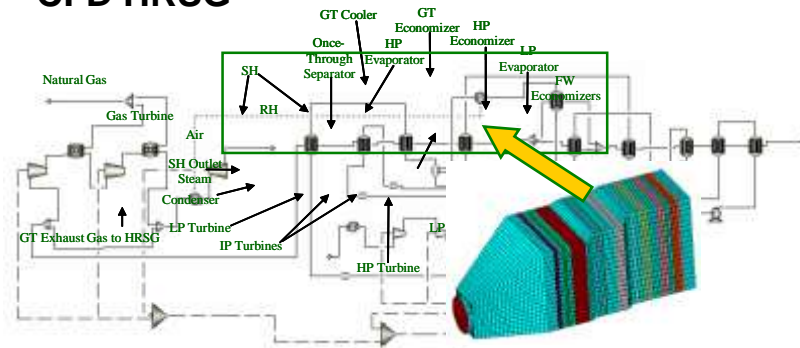 CFD HRSG
GT Cooler
GT
Economizer
HP
Economizer
Once-
Through
Separator
HP
Evaporator
LP
Evaporator
SH
FW
Economizers
Natural Gas
Gas Turbine
RH
Air
SH Outlet
Steam
Condenser
LP Turbine
IP Turbines
GT Exhaust Gas to HRSG
HP Turbine
LP